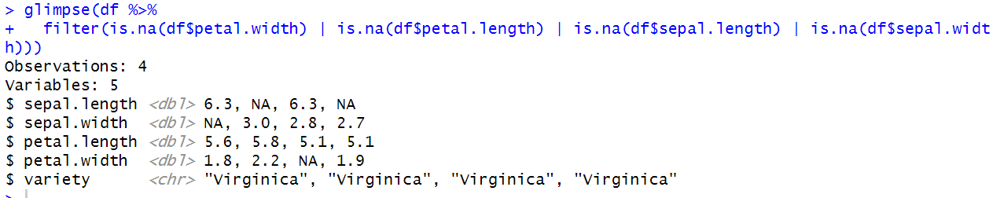 > glimpse(df %>%
+   filter(is.na(df$petal.width) | is.na(df$petal.length) | is.na(df$sepal.length) | is.na(df$sepal.widt
h)))
Observations: 4
Variables: 5
$ sepal.length <dbl> 6.3, NA, 6.3, NA
$ sepal.width  <dbl> NA, 3.0, 2.8, 2.7
$ petal.length <dbl> 5.6, 5.8, 5.1, 5.1
$ petal.width  <dbl> 1.8, 2.2, NA, 1.9
$ variety      <chr> "Virginica", "Virginica", "Virginica", "Virginica"
>